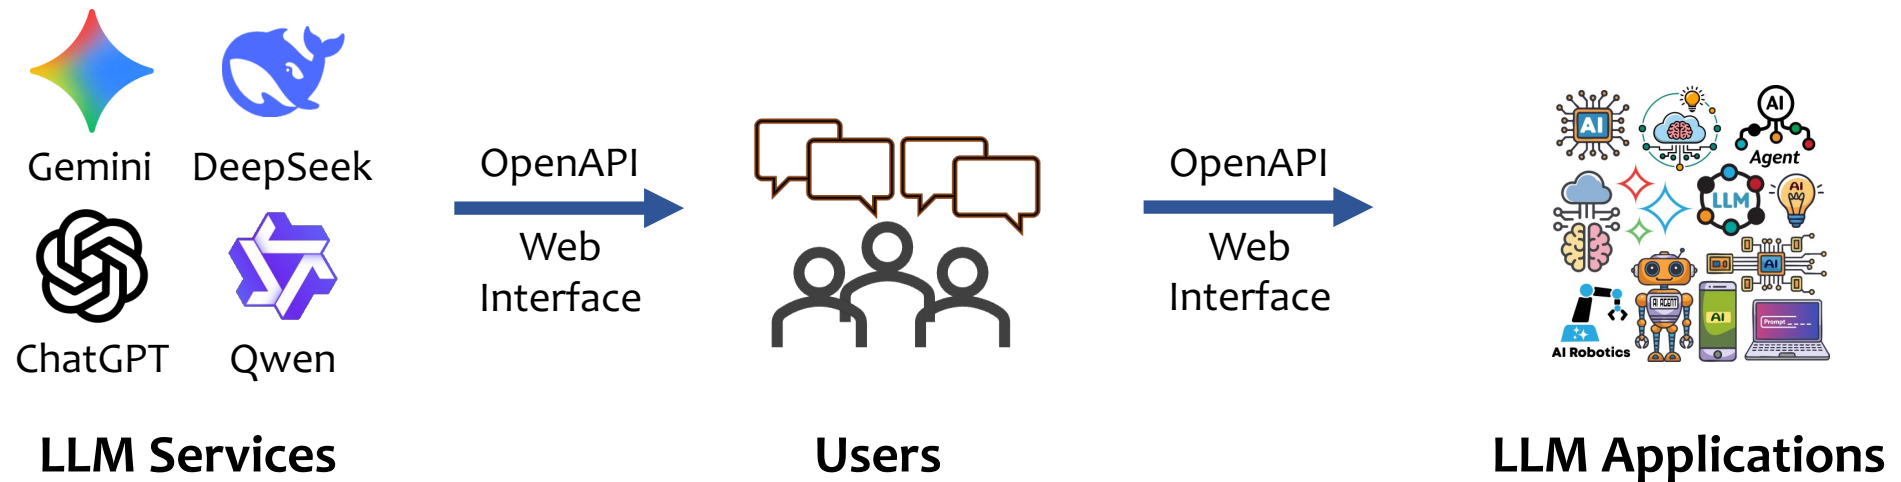 Gemini
DeepSeek
ChatGPT
Qwen
LLM Services
OpenAPI
Web
Interface
Users
OpenAPI
Web
Interface
AI
AI
Agent
LLM
AI
AI
AI AGENT
AI
Prompt
AI Robotics
LLM Applications